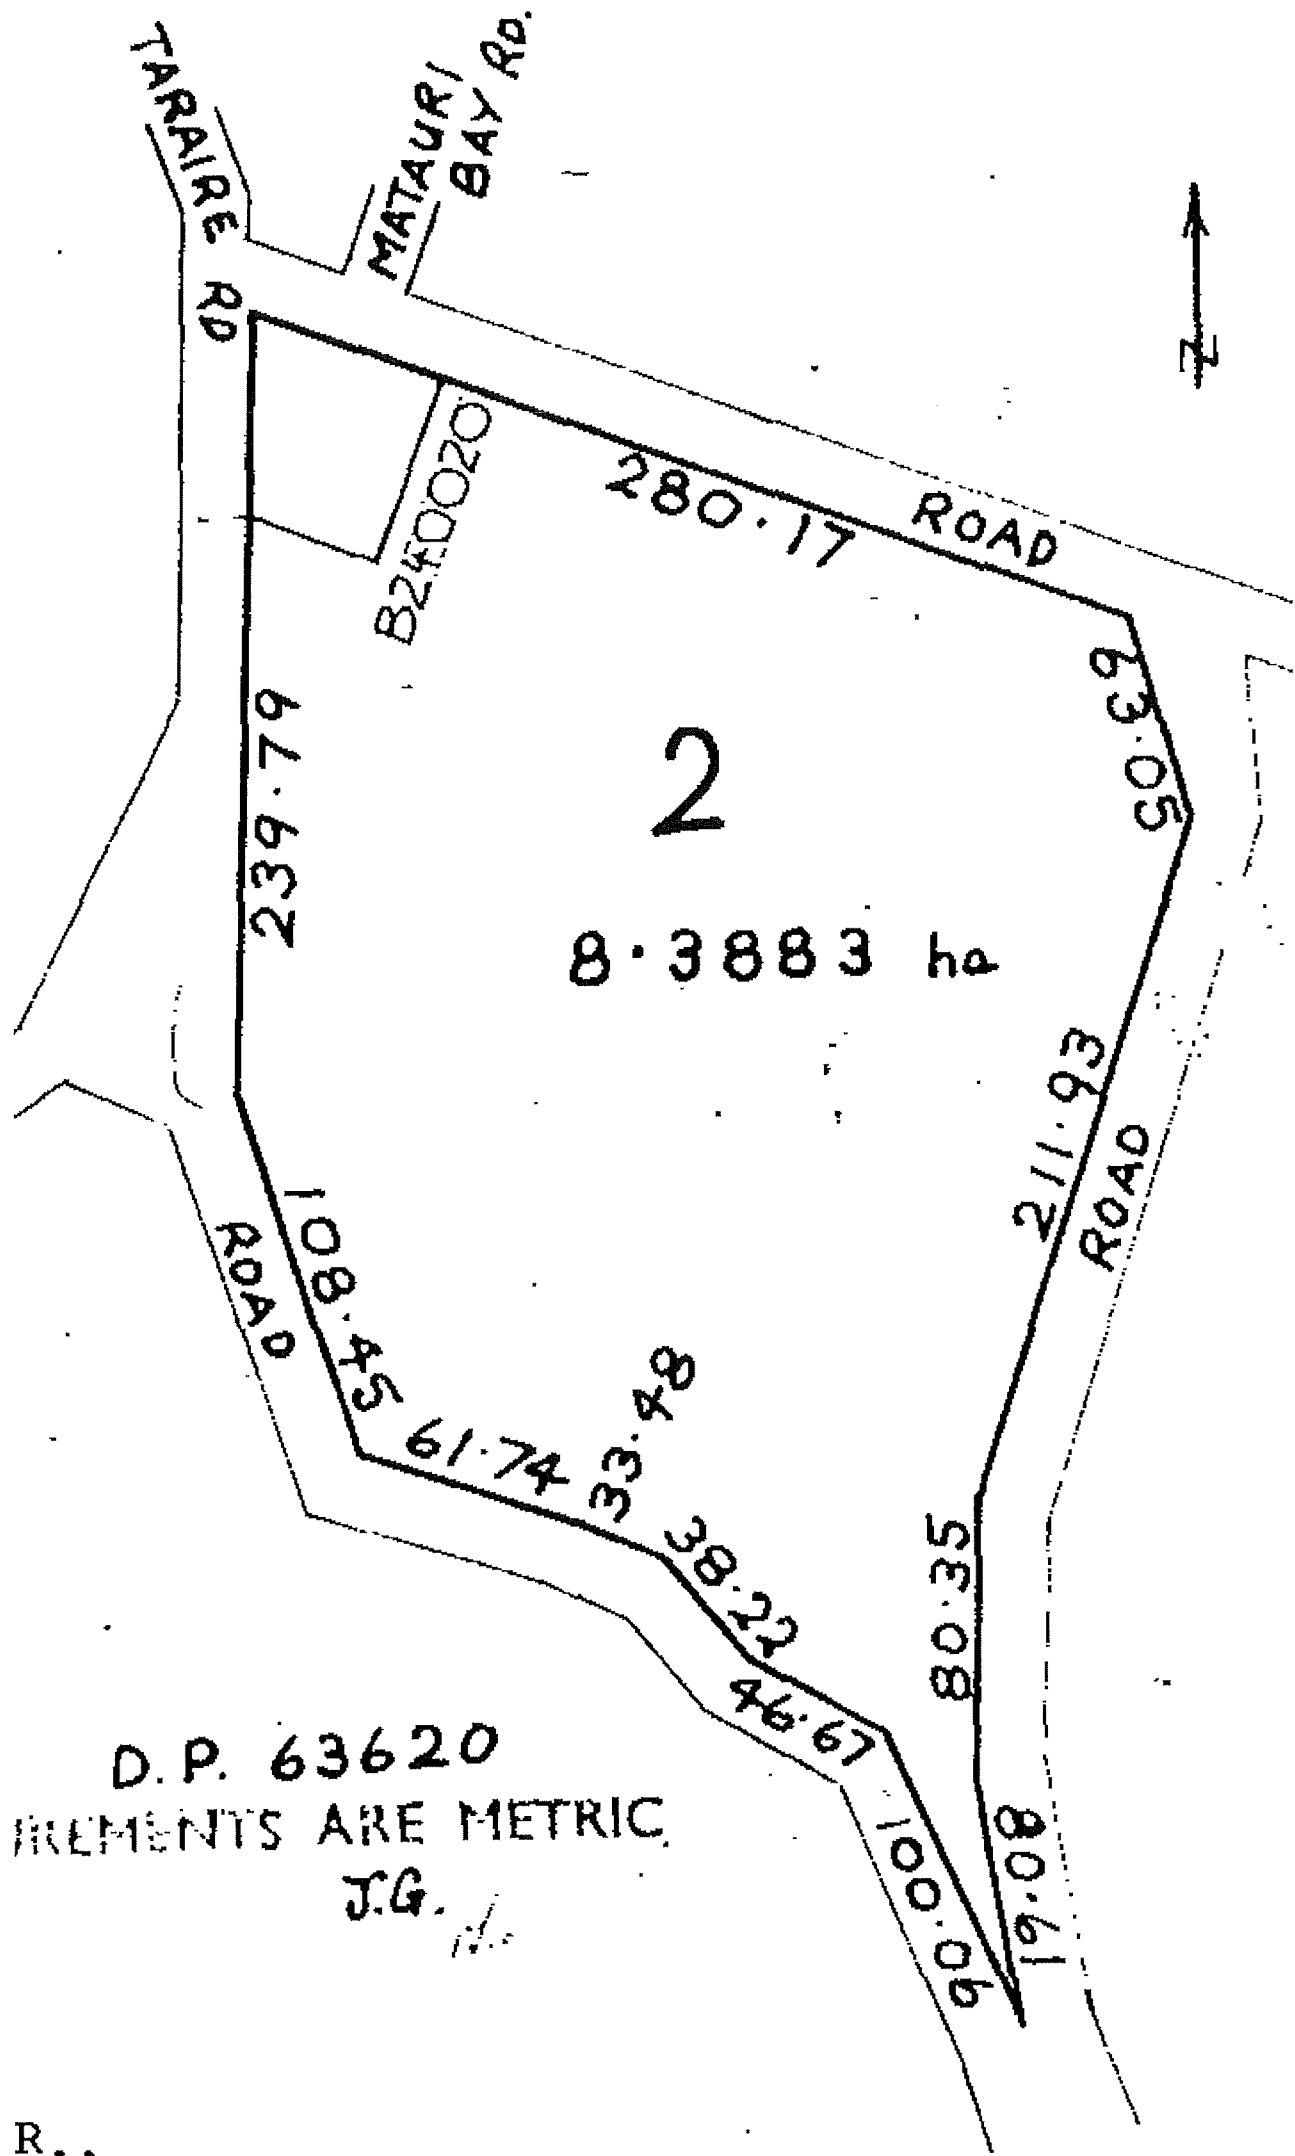 TARAIRE RD
MATAURI
BAY RD.
N
B240020
280.17
ROAD
63.05
239.79
2
8.3883 ha
211.93
ROAD
108.45
ROAD
61.74
33.48
38.22
46.67
80.35
100.06
80.61
D.P. 63620
ARE METRIC
J.G.
R..